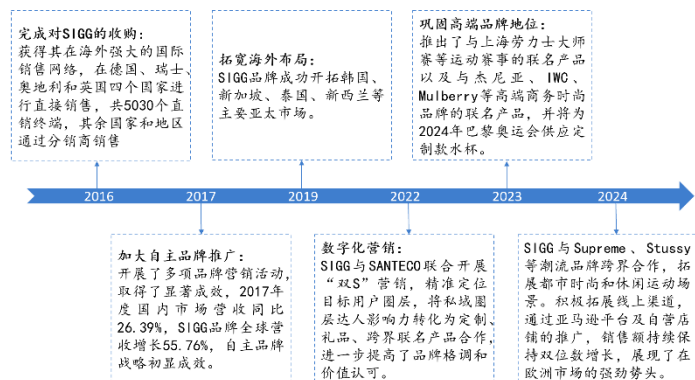 完成对SIGG的收购:
获得其在海外强大的国际
销售网络，在德国、瑞士、
奥地利和英国四个国家进
行直接销售，共5030个直
销终端，其余国家和地区
通过分销商销售
拓宽海外布局:
SIGG品牌成功开拓韩国、
新加坡、泰国、新西兰等
主要亚太市场。
巩固高端品牌地位:
推出了与上海劳力士大师
赛等运动赛事的联名产品
以及与杰尼亚、IWC、
Mulberry等高端商务时尚
品牌的联名产品，并将为
2024年巴黎奥运会供应定
制款水杯。
2016
2017
2019
2022
2023
2024
加大自主品牌推广:
开展了多项品牌营销活动，
取得了显著成效，2017年
度国内市场营收同比
26.39%，SIGG品牌全球营
收增长55.76%，自主品牌
战略初显成效。
数字化营销:
SIGG与SANTECO联合开展
“双S”营销，精准定位
目标用户圈层，将私域圈
层达人影响力转化为定制、
礼品、跨界联名产品合作，
进一步提高了品牌格调和
价值认可。
SIGG与Supreme、Stussy
等潮流品牌跨界合作，拓
展都市时尚和休闲运动场
景。积极拓展线上渠道，
通过亚马逊平台及自营店
铺的推广，销售额持续保
持双位数增长，展现了在
欧洲市场的强劲势头。